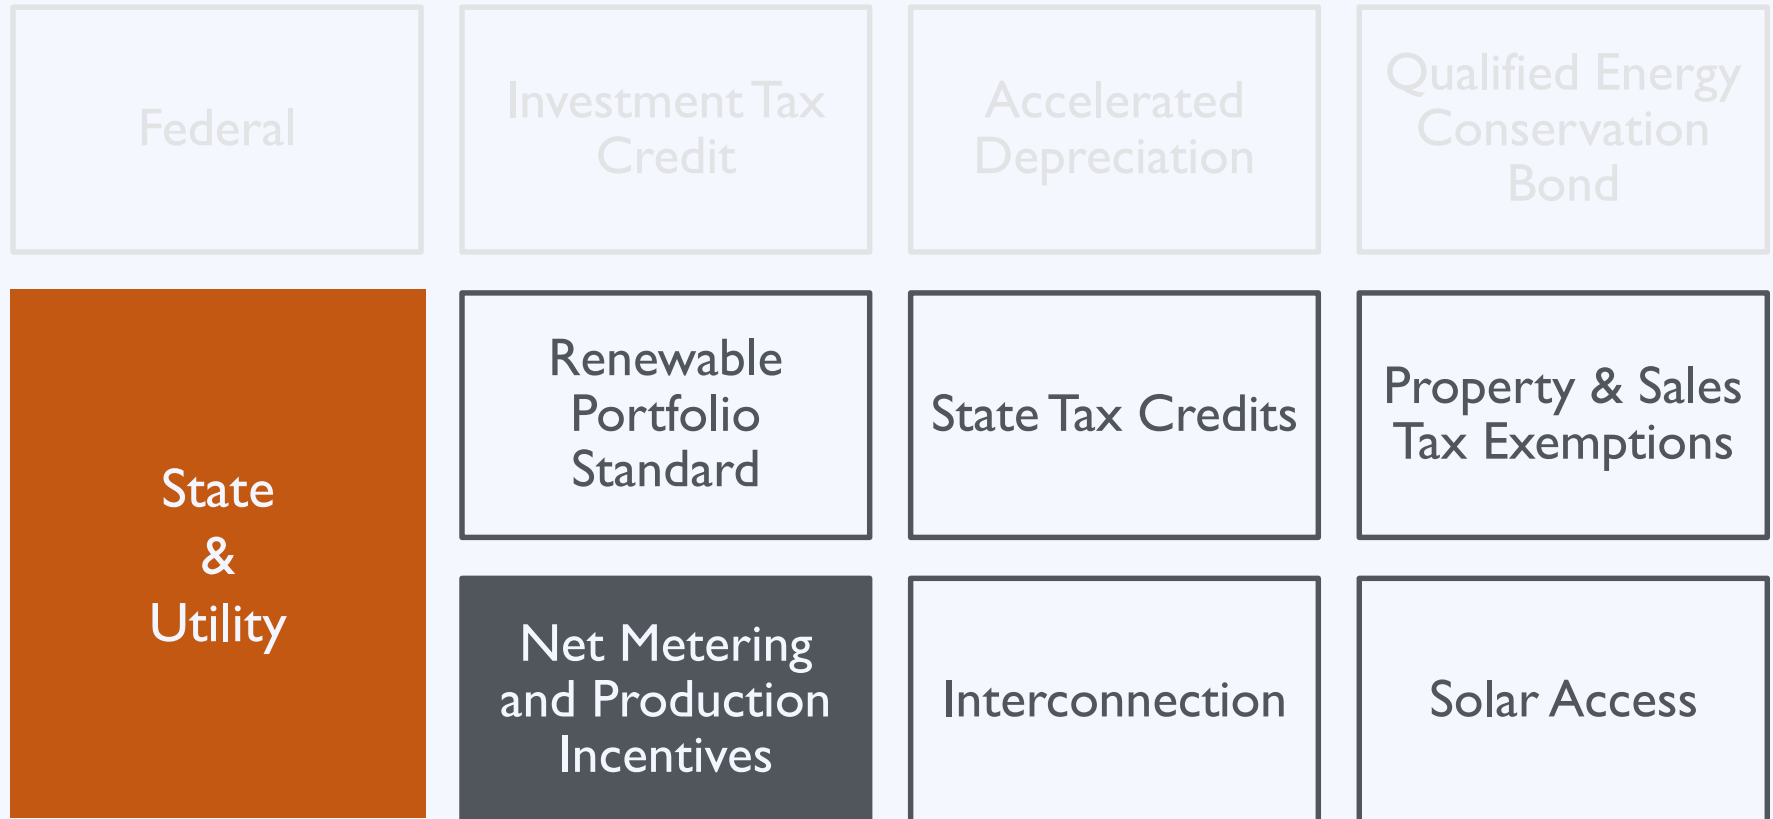 Federal
Investment Tax
Credit
Accelerated
Depreciation
Qualified Energy
Conservation
Bond
State
&
Utility
Renewable
Portfolio
Standard
State Tax Credits
Property & Sales
Tax Exemptions
Net Metering
and Production
Incentives
Interconnection
Solar Access